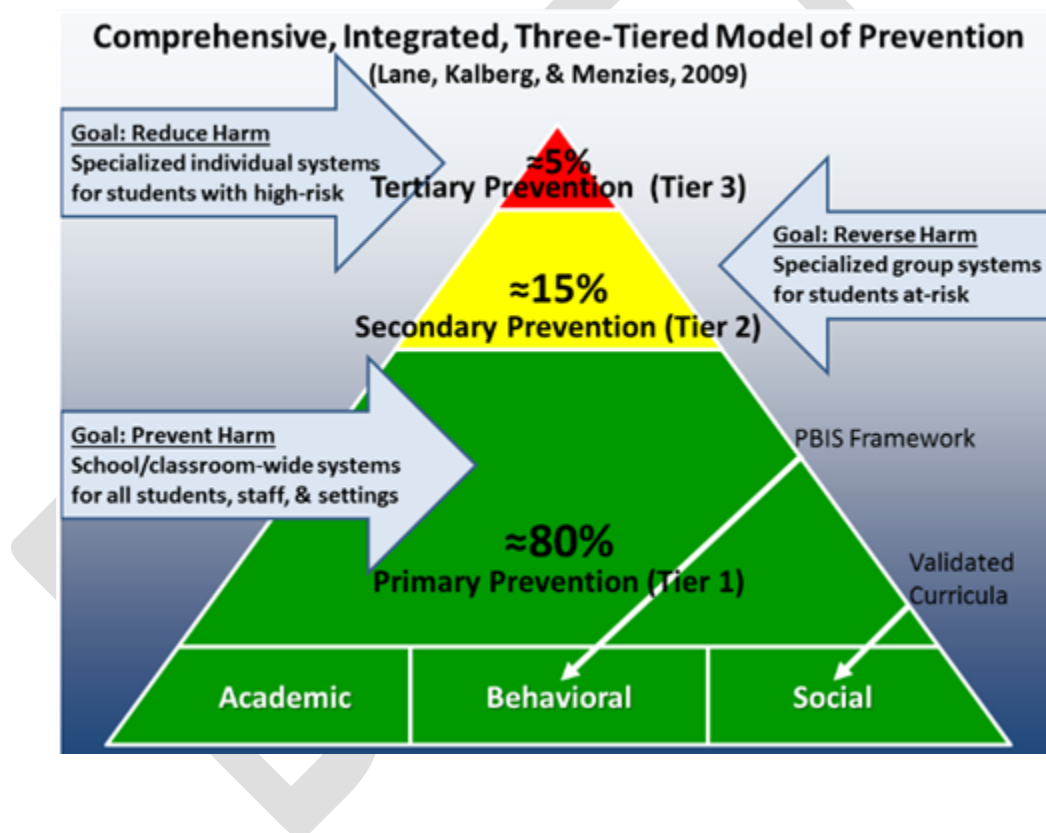 Comprehensive, Integrated, Three-Tiered Model of Prevention
(Lane, Kalberg, & Menzies, 2009)
Goal: Reduce Harm
Specialized individual systems
for students with high-risk
≈5%
Tertiary Prevention (Tier 3)
Goal: Reverse Harm
Specialized group systems
for students at-risk
≈15%
Secondary Prevention (Tier 2)
Goal: Prevent Harm
School/classroom-wide systems
for all students, staff, & settings
PBIS Framework
≈80%
Primary Prevention (Tier 1)
Validated
Curricula
Academic
Behavioral
Social